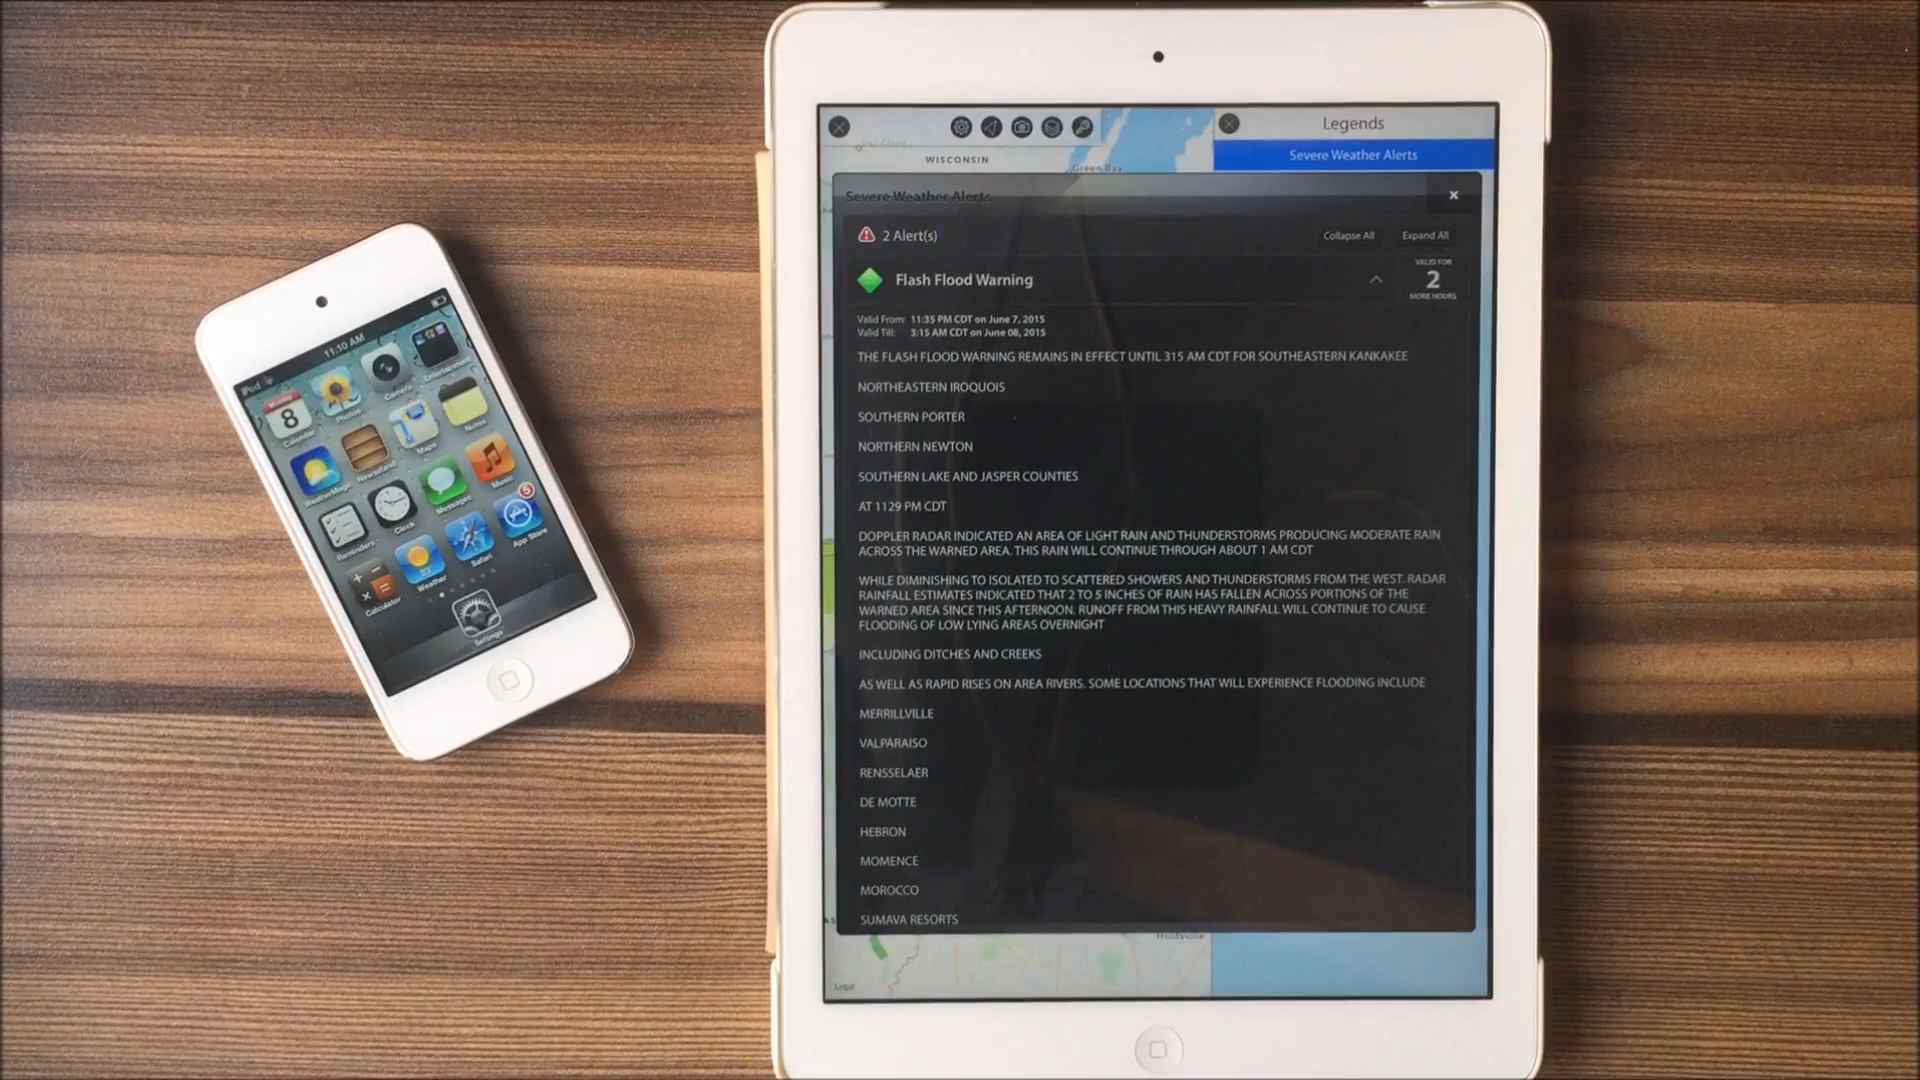 iPod
11:10 AM
Monday
8
Calendar
Photos
Camera
Entertainment
WeatherMagic
Newsstand
Maps
Notes
Reminders
Clock
Messages
Music
5
Calculator
23°
Weather
Safari
App Store
Settings
WISCONSIN
Green Bay
Legends
Severe Weather Alerts
Severe Weather Alerts
2 Alert(s)
Collapse All
Expand All
Flash Flood Warning
VALID FOR
2
MORE HOURS
Valid From: 11:35 PM CDT on June 7, 2015
Valid Till: 3:15 AM CDT on June 08, 2015
THE FLASH FLOOD WARNING REMAINS IN EFFECT UNTIL 315 AM CDT FOR SOUTHEASTERN KANKAKEE
NORTHEASTERN IROQUOIS
SOUTHERN PORTER
NORTHERN NEWTON
SOUTHERN LAKE AND JASPER COUNTIES
AT 1129 PM CDT
DOPPLER RADAR INDICATED AN AREA OF LIGHT RAIN AND THUNDERSTORMS PRODUCING MODERATE RAIN
ACROSS THE WARNED AREA. THIS RAIN WILL CONTINUE THROUGH ABOUT 1 AM CDT
WHILE DIMINISHING TO ISOLATED TO SCATTERED SHOWERS AND THUNDERSTORMS FROM THE WEST. RADAR
RAINFALL ESTIMATES INDICATED THAT 2 TO 5 INCHES OF RAIN HAS FALLEN ACROSS PORTIONS OF THE
WARNED AREA SINCE THIS AFTERNOON. RUNOFF FROM THIS HEAVY RAINFALL WILL CONTINUE TO CAUSE
FLOODING OF LOW LYING AREAS OVERNIGHT
INCLUDING DITCHES AND CREEKS
AS WELL AS RAPID RISES ON AREA RIVERS. SOME LOCATIONS THAT WILL EXPERIENCE FLOODING INCLUDE
MERRILLVILLE
VALPARAISO
RENSSELAER
DE MOTTE
HEBRON
MOMENCE
MOROCCO
SUMAVA RESORTS
Huntsville
Legal